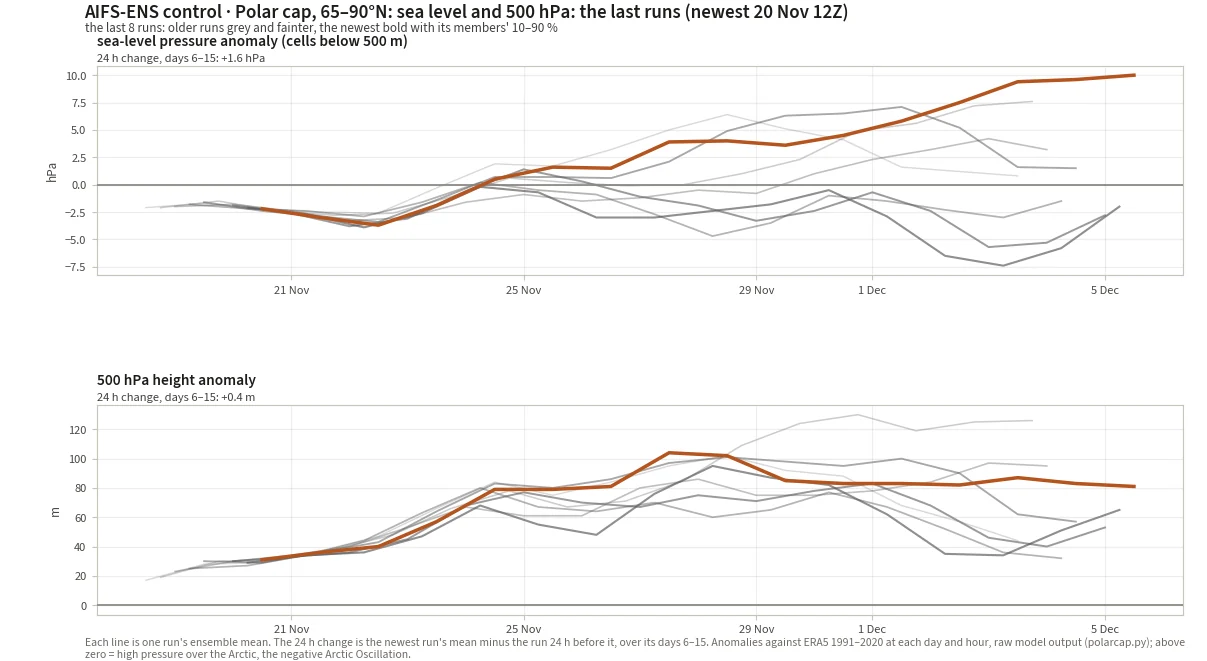 AIFS-ENS control · Polar cap, 65–90°N: sea level and 500 hPa: the last runs (newest 20 Nov 12Z)
the last 8 runs: older runs grey and fainter, the newest bold with its members' 10–90 %
sea-level pressure anomaly (cells below 500 m)
24 h change, days 6–15: +1.6 hPa
10.0
7.5
5.0
2.5
0.0
−2.5
−5.0
−7.5
hPa
21 Nov
25 Nov
29 Nov
1 Dec
5 Dec
500 hPa height anomaly
24 h change, days 6–15: +0.4 m
120
100
80
60
40
20
0
m
21 Nov
25 Nov
29 Nov
1 Dec
5 Dec
Each line is one run's ensemble mean. The 24 h change is the newest run's mean minus the run 24 h before it, over its days 6–15. Anomalies against ERA5 1991–2020 at each day and hour, raw model output (polarcap.py); above
zero = high pressure over the Arctic, the negative Arctic Oscillation.